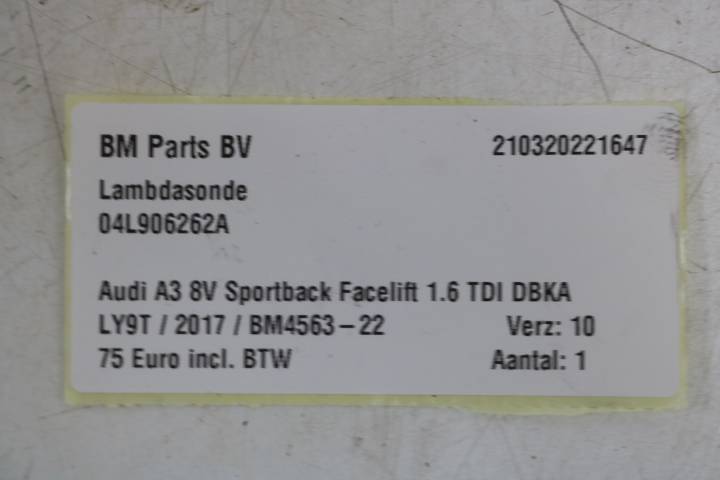 BM Parts BV 210320221647
Lambdasonde
04L906262A
Audi A3 8V Sportback Facelift 1.6 TDI DBKA
LY9T / 2017 / BM4563-22 Verz: 10
75 Euro incl. BTW Aantal: 1